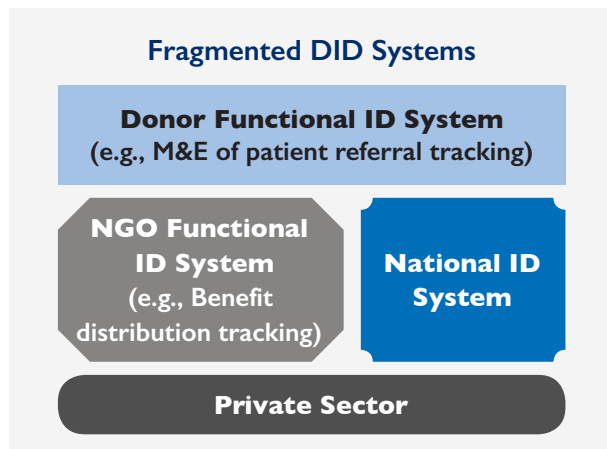 Fragmented DID Systems
Donor Functional ID System
(e.g., M&E of patient referral tracking)
NGO Functional
ID System
(e.g., Benefit
distribution tracking)
National ID
System
Private Sector